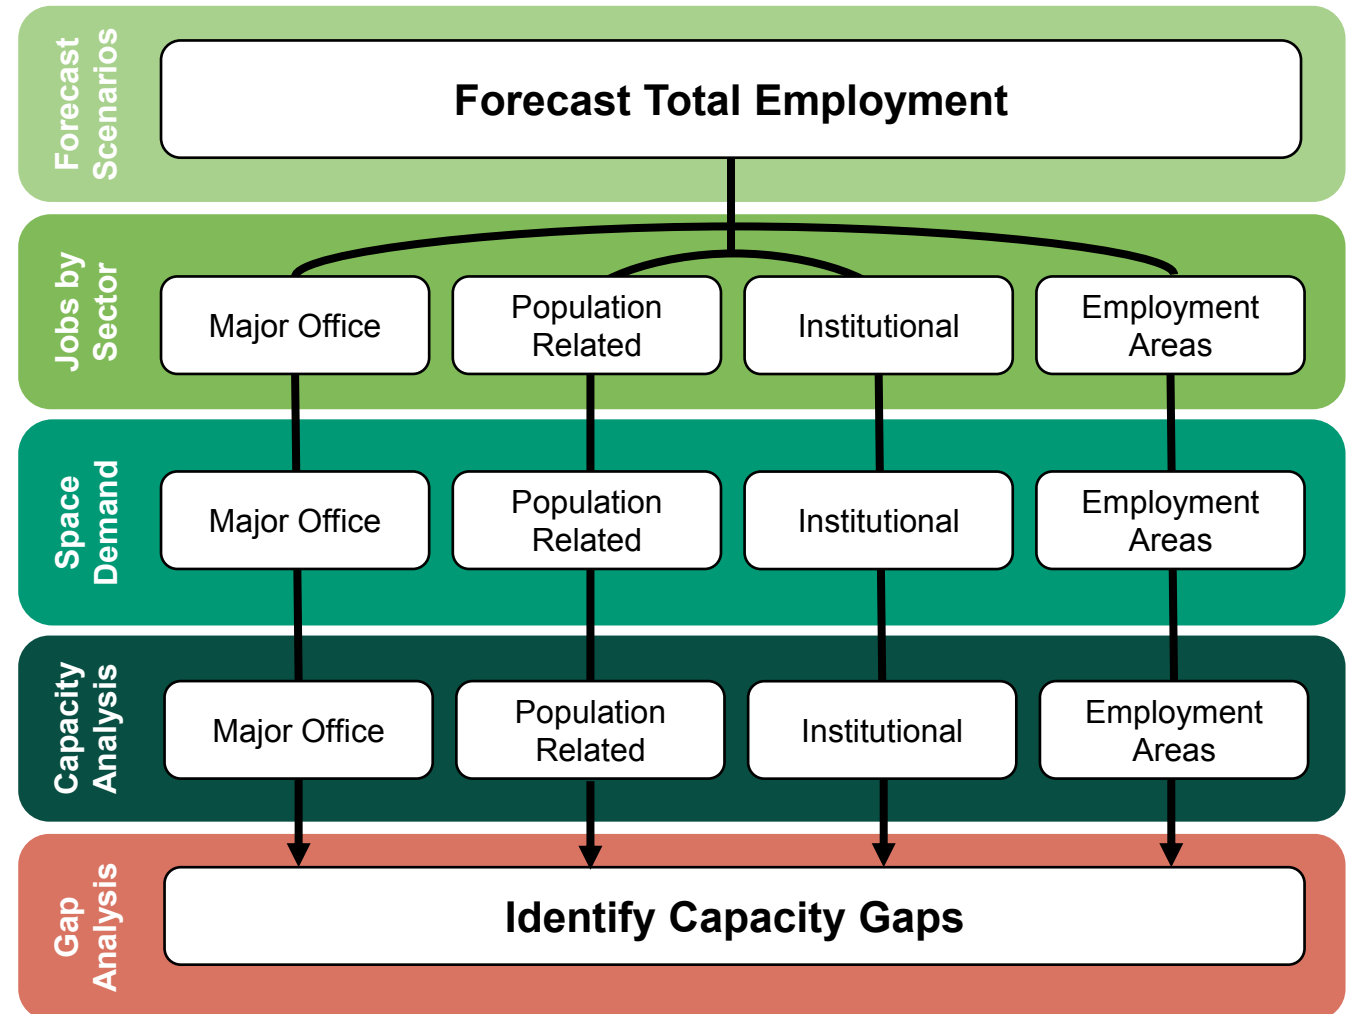 Forecast
Scenarios
Forecast Total Employment
Jobs by
Sector
Major Office
Population
Related
Institutional
Employment
Areas
Space
Demand
Major Office
Population
Related
Institutional
Employment
Areas
Capacity
Analysis
Major Office
Population
Related
Institutional
Employment
Areas
Gap
Analysis
Identify Capacity Gaps